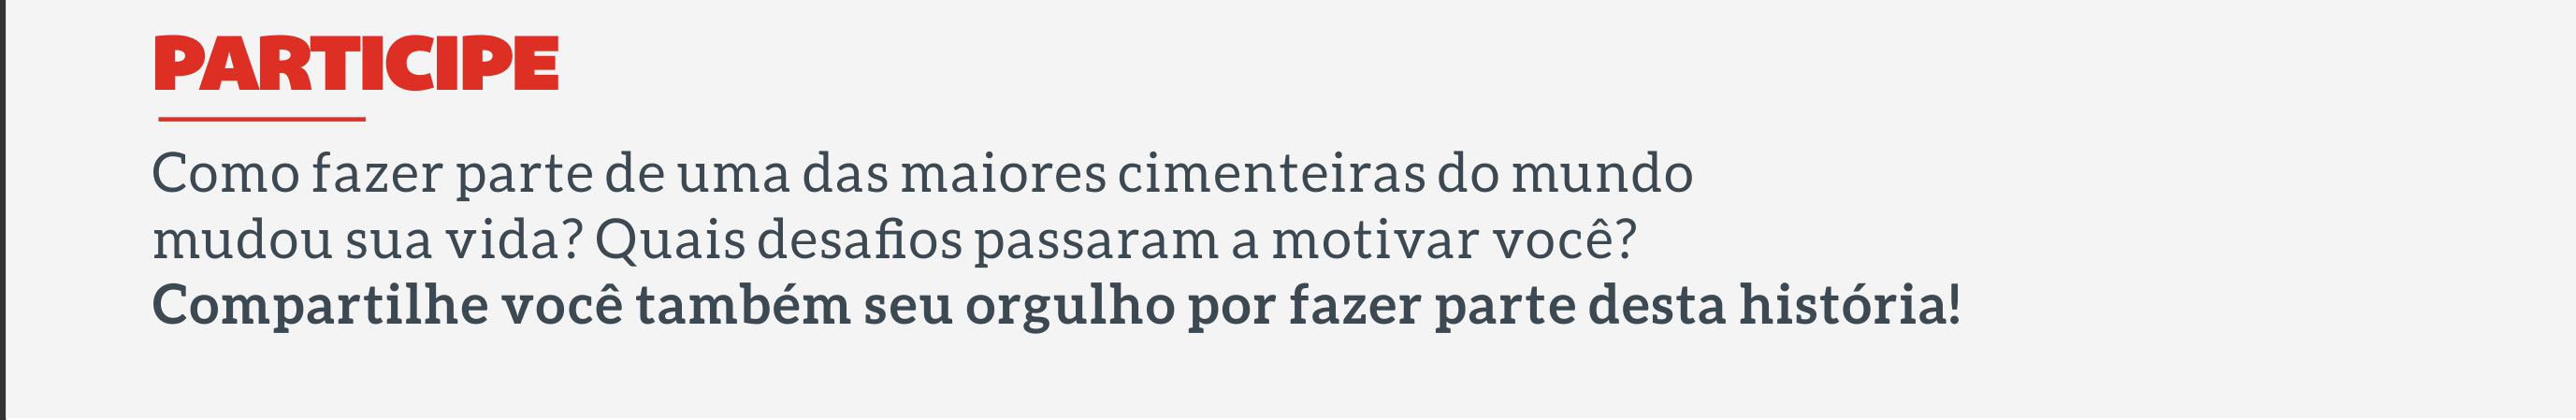 PARTICIPE
Como fazer parte de uma das maiores cimenteiras do mundo
mudou sua vida? Quais desafios passaram a motivar você?
Compartilhe você também seu orgulho por fazer parte desta história!